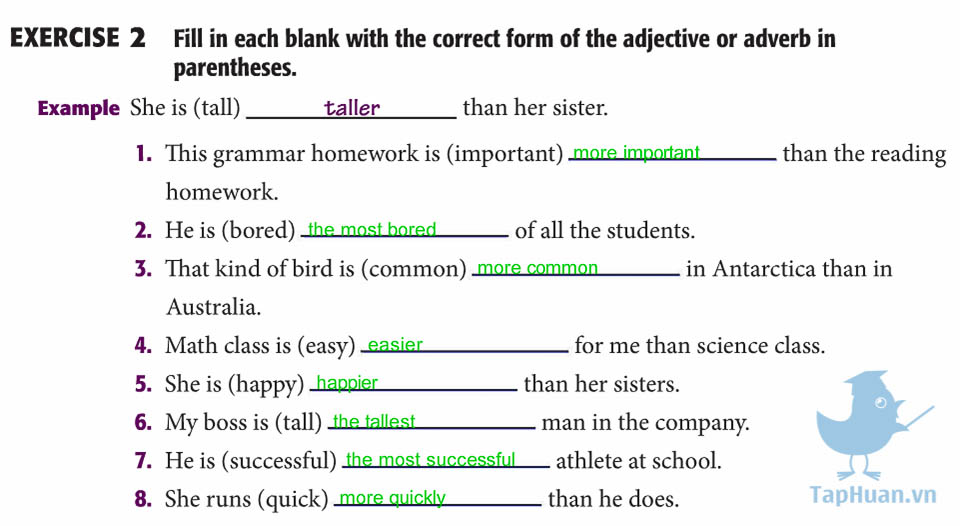 EXERCISE 2 Fill in each blank with the correct form of the adjective or adverb in
parentheses.
Example She is (tall) taller than her sister.
1. This grammar homework is (important) more important than the reading
homework.
2. He is (bored) the most bored of all the students.
3. That kind of bird is (common) more common in Antarctica than in
Australia.
4. Math class is (easy) easier for me than science class.
5. She is (happy) happier than her sisters.
6. My boss is (tall) the tallest man in the company.
7. He is (successful) the most successful athlete at school.
8. She runs (quick) more quickly than he does.
TapHuan.vn